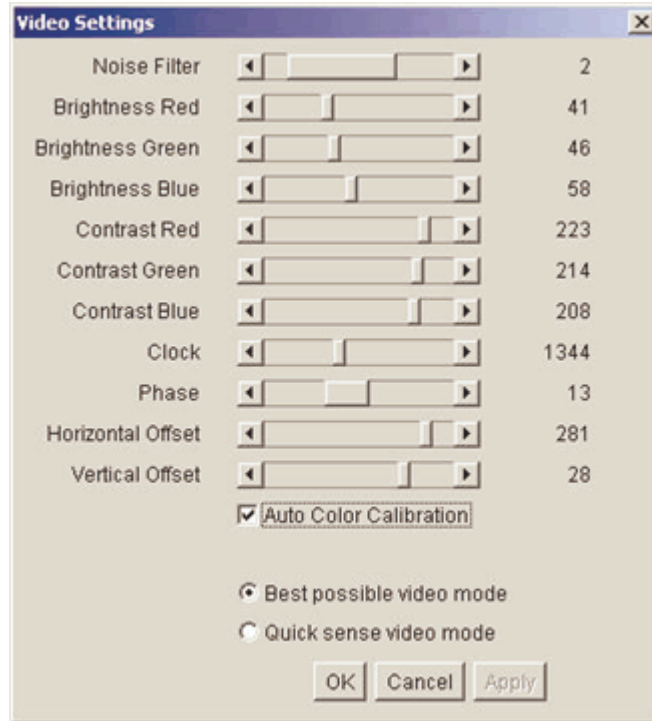 Video Settings
Noise Filter 2
Brightness Red 41
Brightness Green 46
Brightness Blue 58
Contrast Red 223
Contrast Green 214
Contrast Blue 208
Clock 1344
Phase 13
Horizontal Offset 281
Vertical Offset 28
Auto Color Calibration
Best possible video mode
Quick sense video mode
OK Cancel Apply